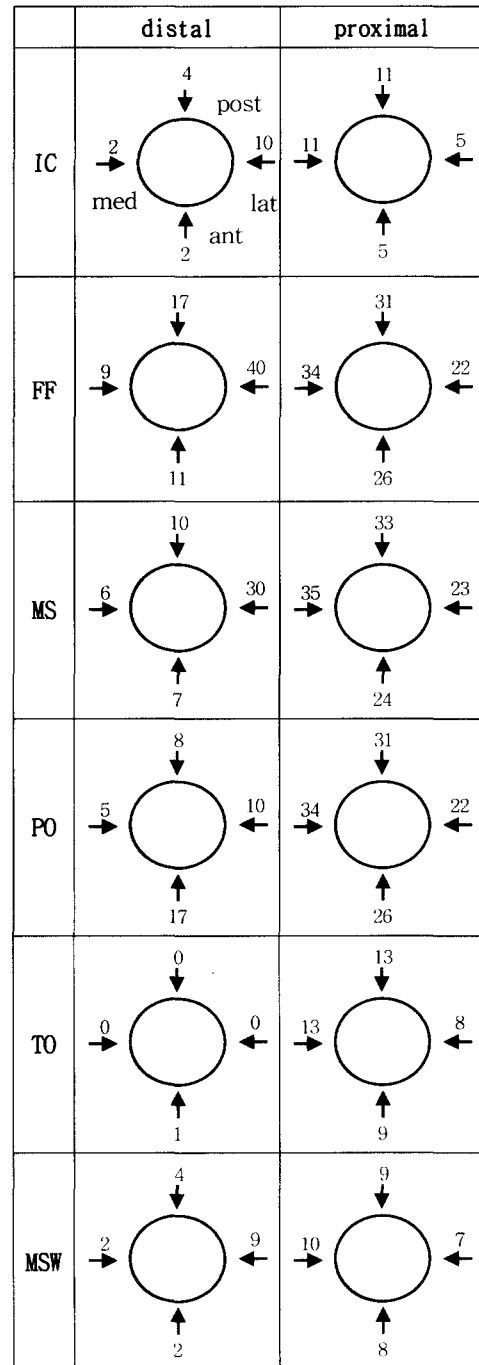 distal proximal
4 11
post
IC 2 10 11 5
med lat
ant
2 5
17 31
FF 9 40 34 22
11 26
10 33
MS 6 30 35 23
7 24
8 31
PO 5 10 34 22
17 26
0 13
TO 0 0 13 8
1 9
4 9
MSW 2 9 10 7
2 8